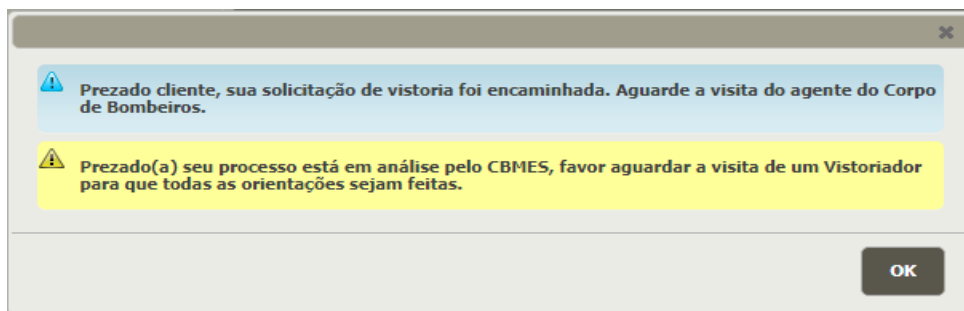 Prezado cliente, sua solicitação de vistoria foi encaminhada. Aguarde a visita do agente do Corpo
de Bombeiros.
Prezado(a) seu processo está em análise pelo CBMES, favor aguardar a visita de um Vistoriador
para que todas as orientações sejam feitas.
OK